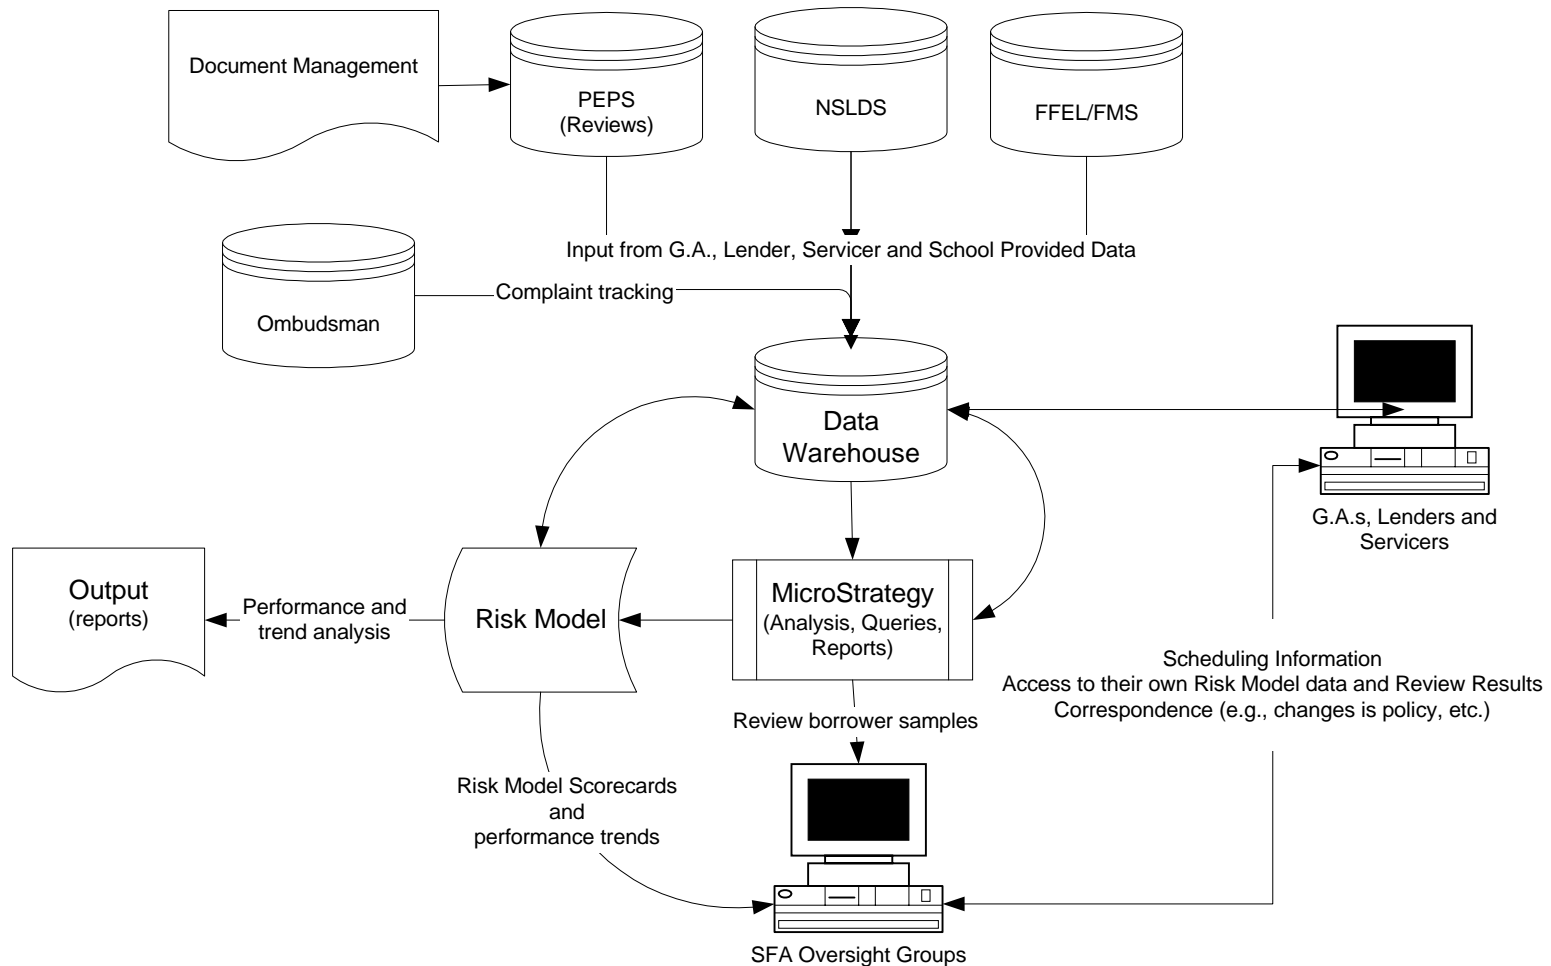 Document Management
PEPS
(Reviews)
NSLDS
FFEL/FMS
Input from G.A., Lender, Servicer and School Provided Data
Complaint tracking
Ombudsman
Data
Warehouse
G.A.s, Lenders and
Servicers
Output
(reports)
Performance and
trend analysis
Risk Model
MicroStrategy
(Analysis, Queries,
Reports)
Scheduling Information
Access to their own Risk Model data and Review Results
Correspondence (e.g., changes is policy, etc.)
Review borrower samples
Risk Model Scorecards
and
performance trends
SFA Oversight Groups